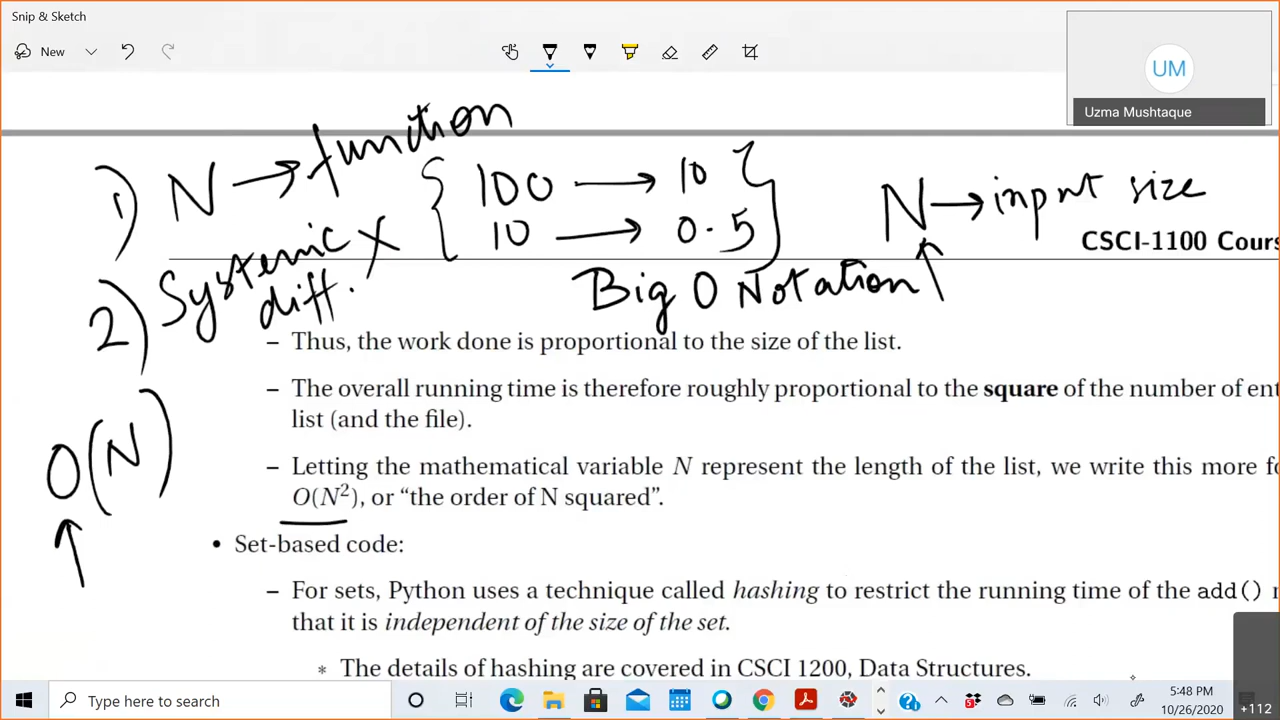 Snip & Sketch
New
UM
Uzma Mushtaque
1) N → function
{ 100 → 10 }
10 → 0.5
N → input size
CSCI-1100 Cours
2) Systemic X
diff.
Big O Notation ↑
– Thus, the work done is proportional to the size of the list.
– The overall running time is therefore roughly proportional to the square of the number of ent
list (and the file).
O(N)
↑
– Letting the mathematical variable N represent the length of the list, we write this more fo
O(N²), or “the order of N squared”.
• Set-based code:
– For sets, Python uses a technique called hashing to restrict the running time of the add() m
that it is independent of the size of the set.
∗ The details of hashing are covered in CSCI 1200, Data Structures.
Type here to search
5:48 PM
10/26/2020
+112